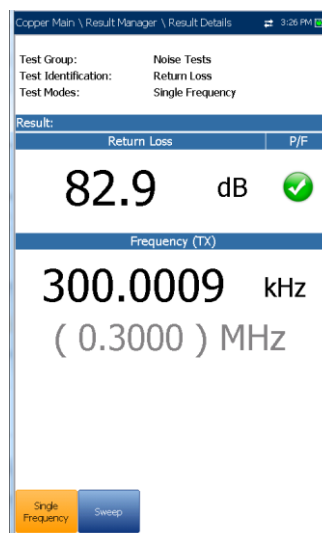 Copper Main \ Result Manager \ Result Details 3:26 PM
Test Group: Noise Tests
Test Identification: Return Loss
Test Modes: Single Frequency
Result:
Return Loss P/F
82.9 dB
Frequency (TX)
300.0009 kHz
( 0.3000 ) MHz
Single
Frequency
Sweep